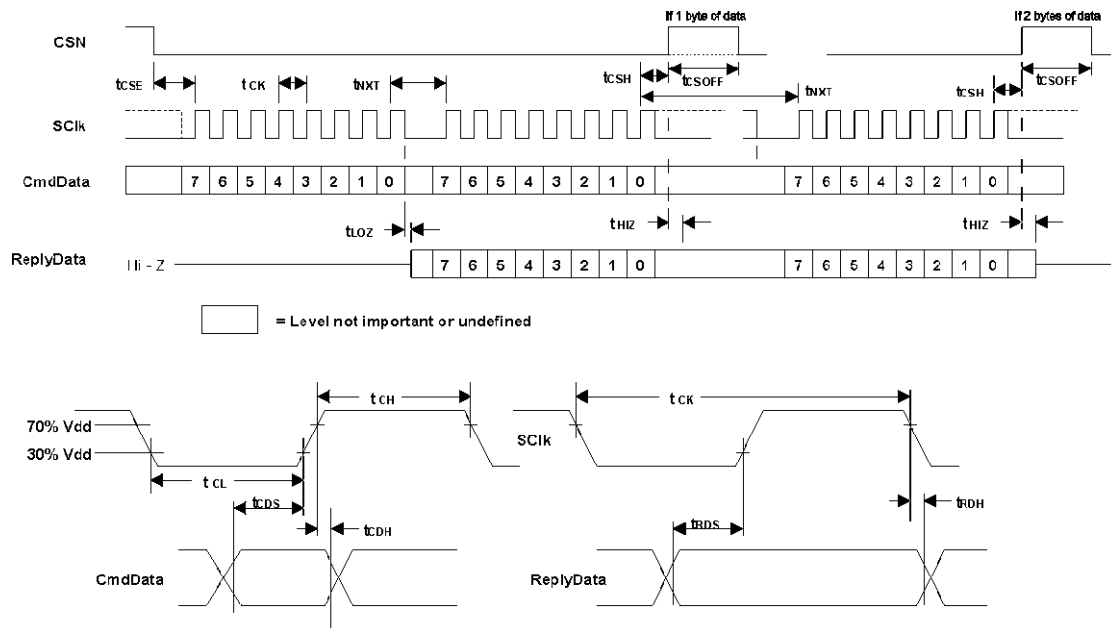 If 1 byte of data
If 2 bytes of data
CSN
tCSE
tCK
tNXT
tCSH
tCSOFF
tNXT
tCSH
tCSOFF
SClk
CmdData
7 6 5 4 3 2 1 0 7 6 5 4 3 2 1 0 7 6 5 4 3 2 1 0
tLOZ
tHIZ
tHIZ
ReplyData
Hi - Z
7 6 5 4 3 2 1 0 7 6 5 4 3 2 1 0
= Level not important or undefined
tCH
tCK
70% Vdd
30% Vdd
SClk
tCL
tCDS
tCDH
tRDS
tRDH
CmdData
ReplyData